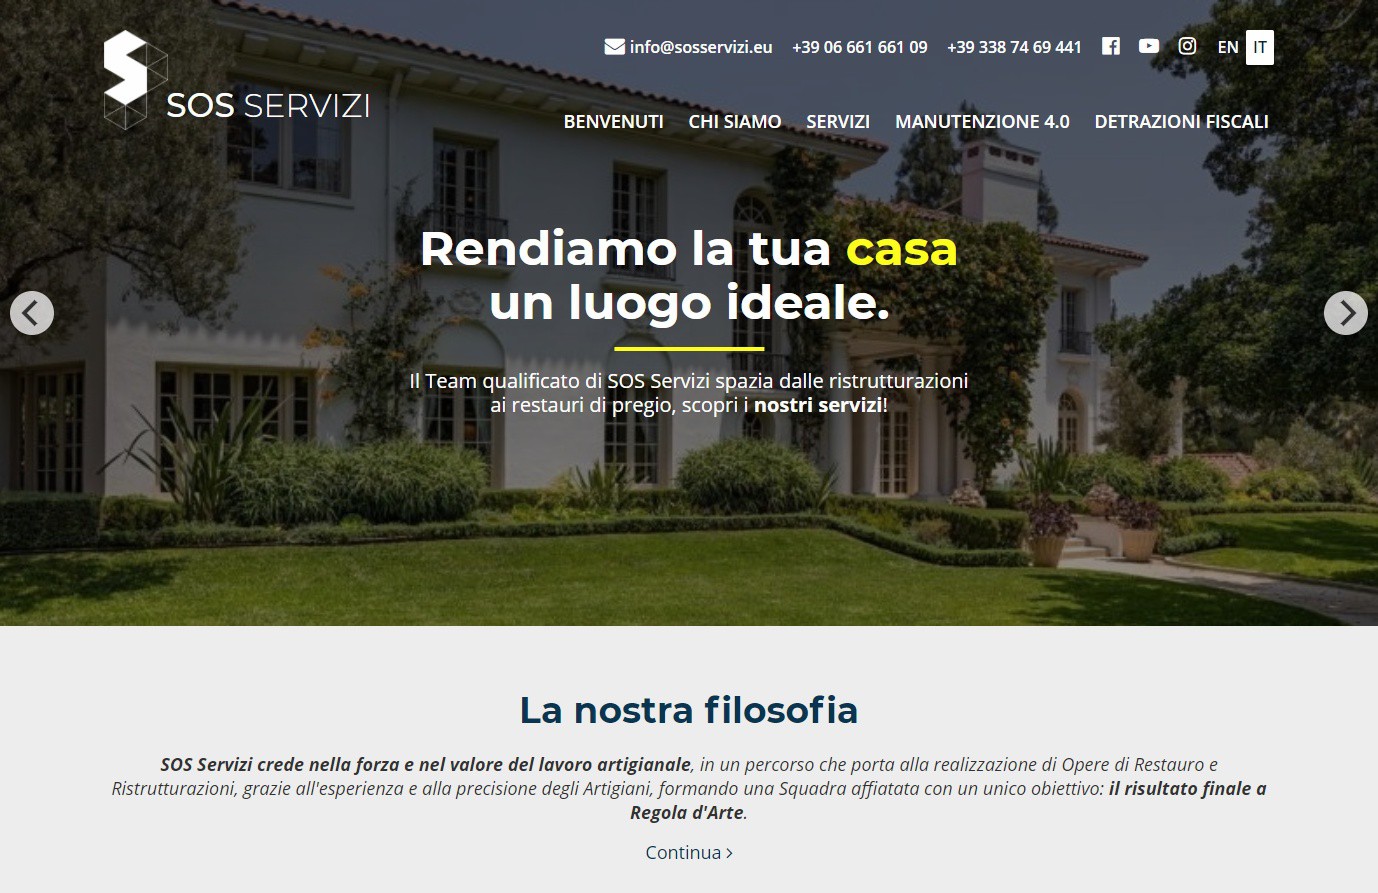 info@sosservizi.eu +39 06 661 661 09 +39 338 74 69 441 EN IT
SOS SERVIZI
BENVENUTI CHI SIAMO SERVIZI MANUTENZIONE 4.0 DETRAZIONI FISCALI
Rendiamo la tua casa
un luogo ideale.
Il Team qualificato di SOS Servizi spazia dalle ristrutturazioni
ai restauri di pregio, scopri i nostri servizi!
La nostra filosofia
SOS Servizi crede nella forza e nel valore del lavoro artigianale, in un percorso che porta alla realizzazione di Opere di Restauro e
Ristrutturazioni, grazie all'esperienza e alla precisione degli Artigiani, formando una Squadra affiatata con un unico obiettivo: il risultato finale a
Regola d'Arte.
Continua >